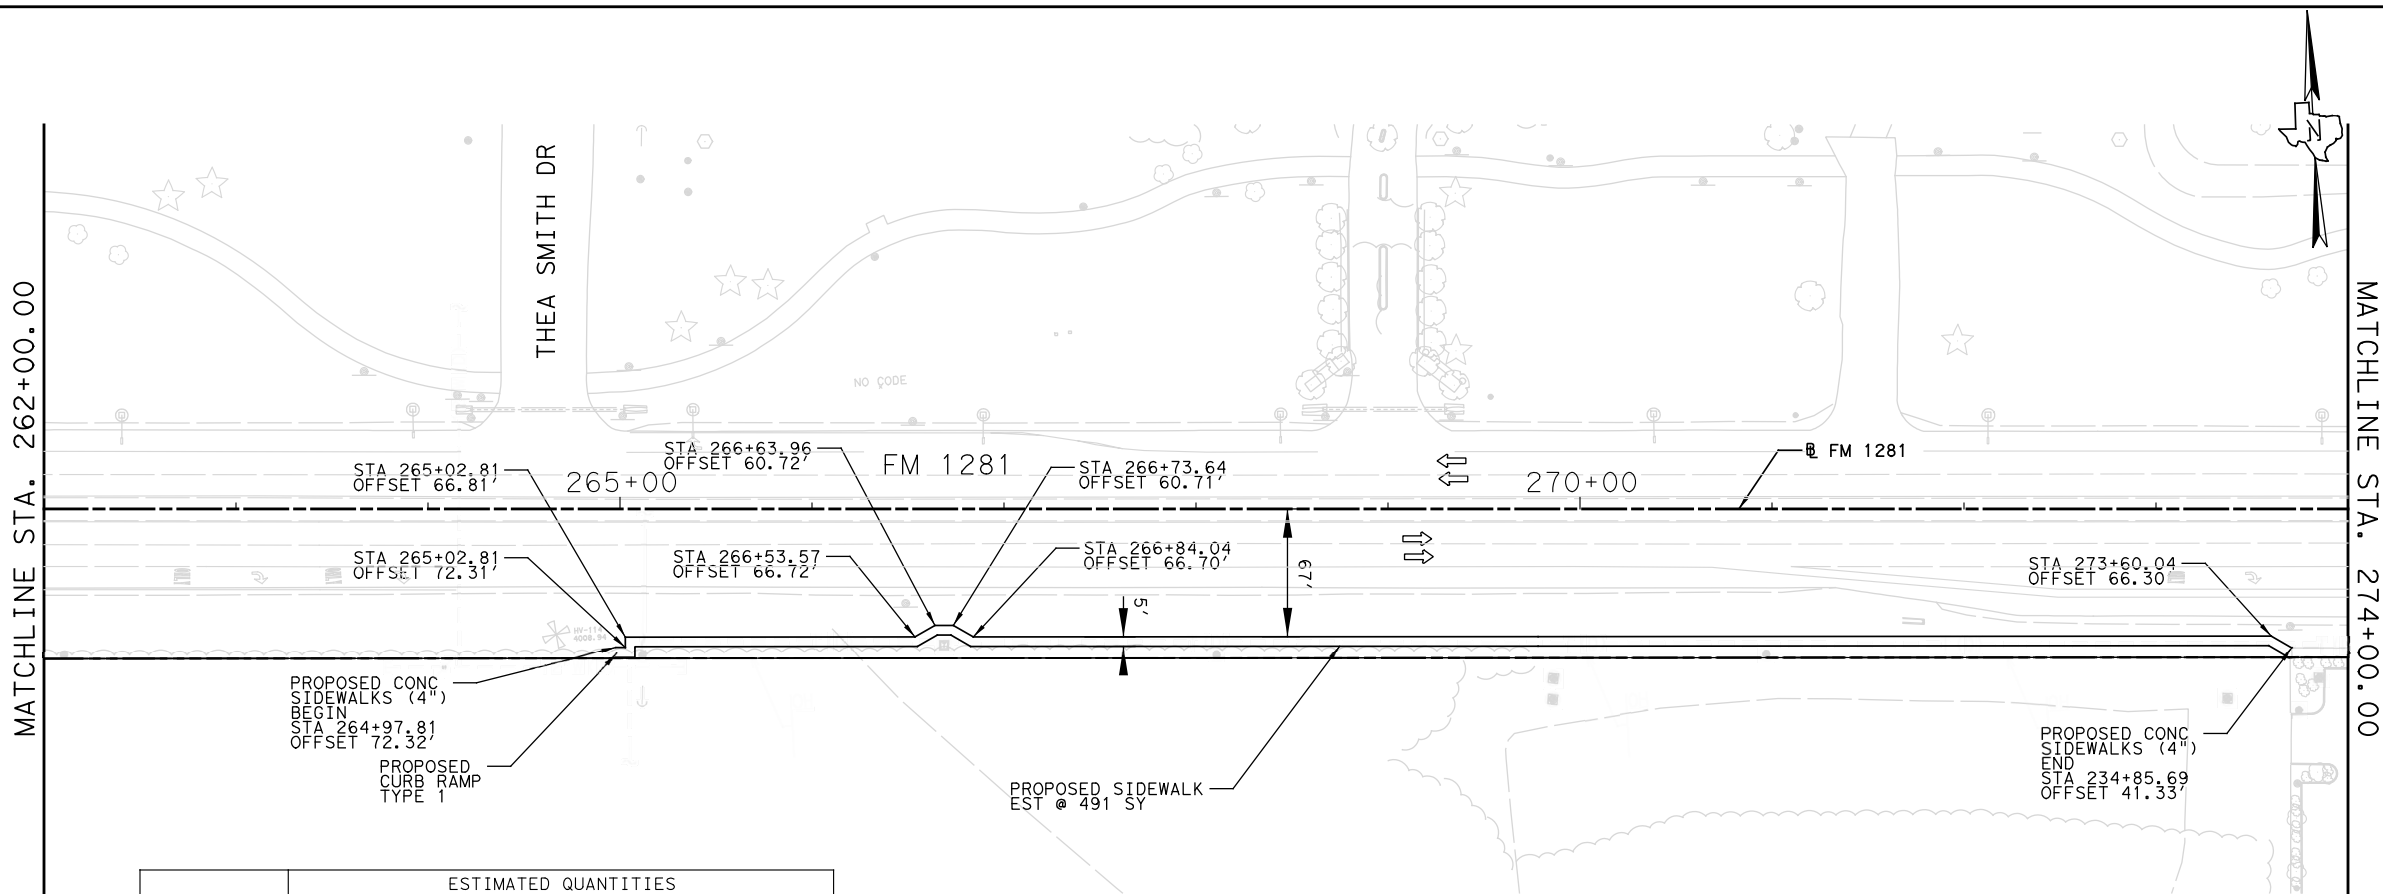 MATCHLINE STA. 262+00.00
THEA SMITH DR
N
NO CODE
STA 265+02.81
OFFSET 66.81'
265+00
STA 266+63.96
OFFSET 60.72'
FM 1281
STA 266+73.64
OFFSET 60.71'
270+00
FM 1281
STA 265+02.81
OFFSET 72.31'
STA 266+53.57
OFFSET 66.72'
STA 266+84.04
OFFSET 66.70'
5'
67'
STA 273+60.04
OFFSET 66.30'
MATCHLINE STA. 274+00.00
PROPOSED CONC
SIDEWALKS (4")
BEGIN
STA 264+97.81
OFFSET 72.32'
PROPOSED
CURB RAMP
TYPE 1
PROPOSED SIDEWALK
EST @ 491 SY
PROPOSED CONC
SIDEWALKS (4")
END
STA 234+85.69
OFFSET 41.33'
ESTIMATED QUANTITIES